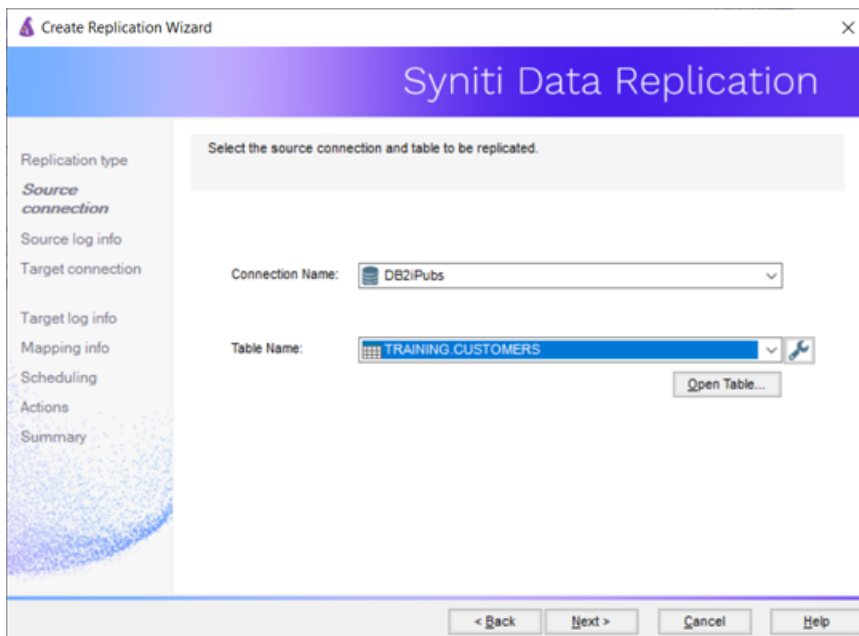 Create Replication Wizard
Syniti Data Replication
Replication type
Source
connection
Source log info
Target connection
Target log info
Mapping info
Scheduling
Actions
Summary
Select the source connection and table to be replicated.
Connection Name: DB2iPubs
Table Name: TRAINING.CUSTOMERS
Open Table...
< Back Next > Cancel Help